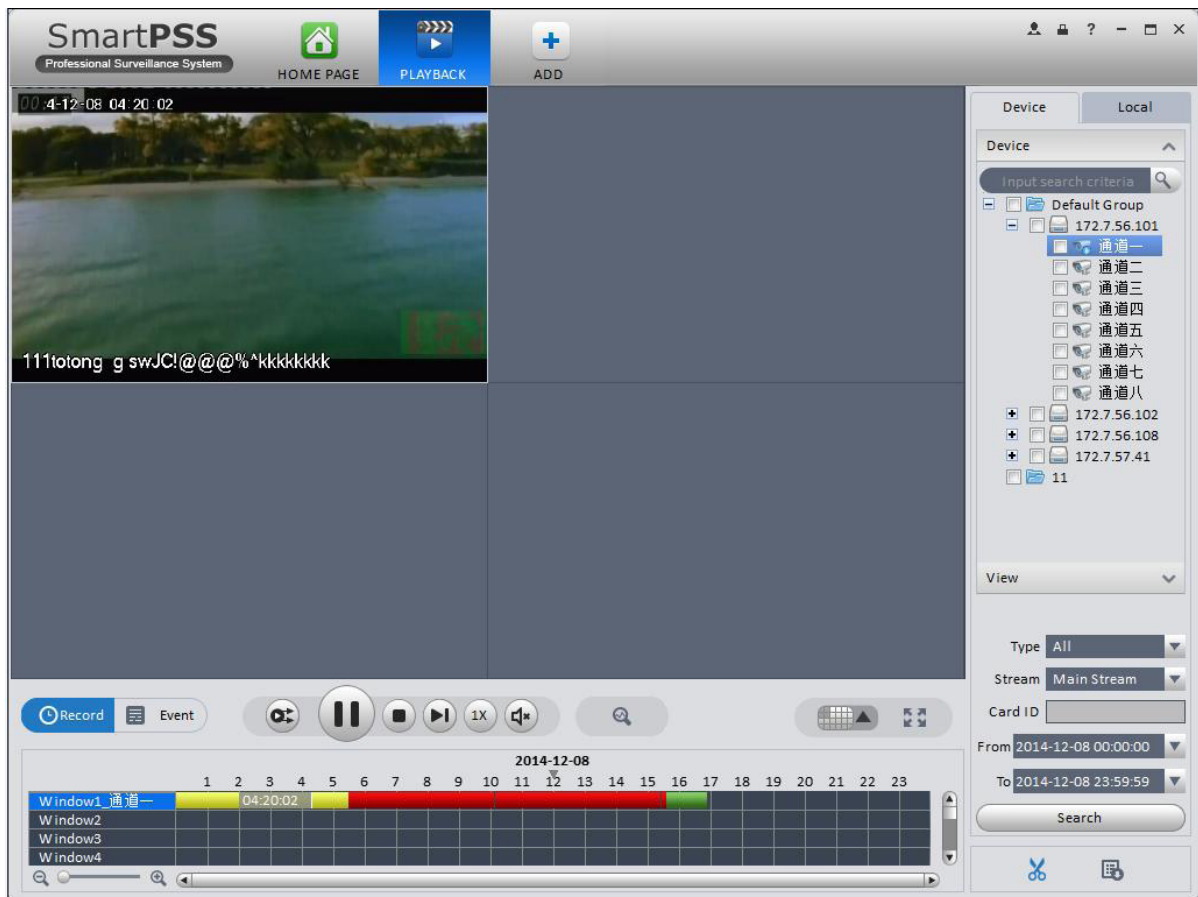 SmartPSS
Professional Surveillance System
HOME PAGE
PLAYBACK
ADD
?
4-12-08 04:20:02
111totong g swJC!@@@%^kkkkkkkk
Device
Local
Device
Input search criteria
Default Group
172.7.56.101
通道一
通道二
通道三
通道四
通道五
通道六
通道七
通道八
172.7.56.102
172.7.56.108
172.7.57.41
11
View
Type All
Stream Main Stream
Card ID
From 2014-12-08 00:00:00
To 2014-12-08 23:59:59
Search
Record
Event
1X
2014-12-08
1 2 3 4 5 6 7 8 9 10 11 12 13 14 15 16 17 18 19 20 21 22 23
Window1_通道一 04:20:02
Window2
Window3
Window4